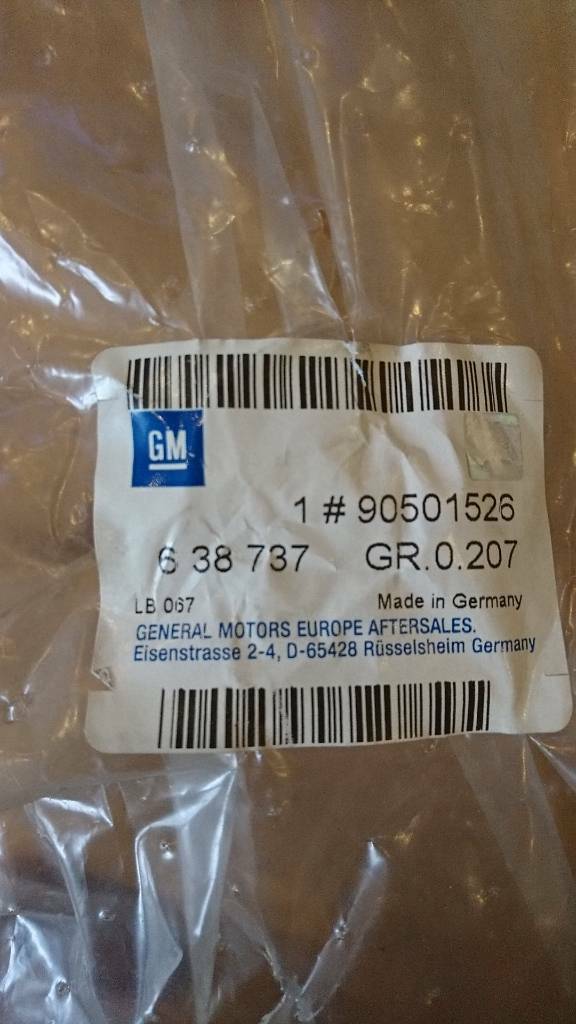 GM
1 # 90501526
6 38 737 GR.0.207
LB 067 Made in Germany
GENERAL MOTORS EUROPE AFTERSALES.
Eisenstrasse 2-4, D-65428 Rüsselsheim Germany